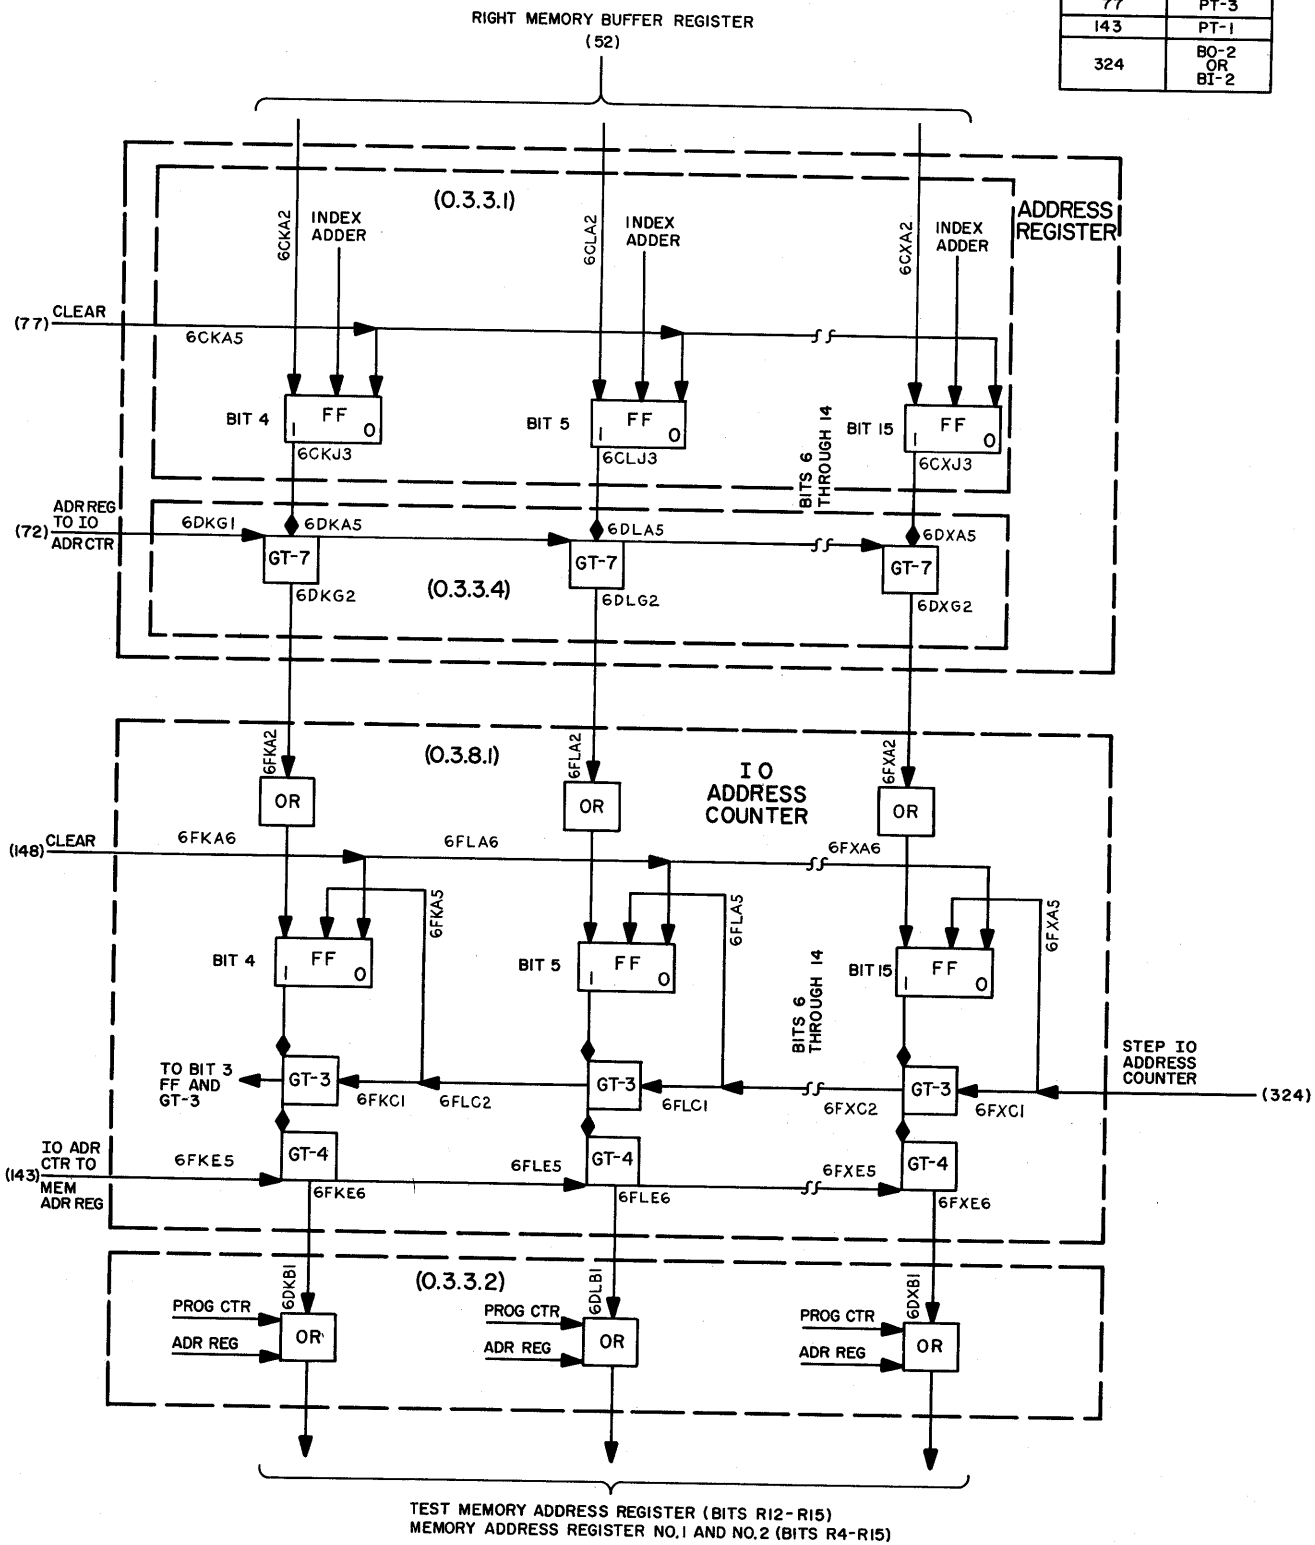 77 PT-3
143 PT-1
324 BO-2
OR
BI-2
RIGHT MEMORY BUFFER REGISTER
(52)
(0.3.3.1)
ADDRESS
REGISTER
6CKA2
INDEX
ADDER
6CLA2
INDEX
ADDER
6CXA2
INDEX
ADDER
(77) CLEAR
6CKA5
BIT 4
FF
1 0
BIT 5
FF
1 0
BITS 6
THROUGH 14
BIT 15
FF
1 0
6CKJ3
6CLJ3
6CXJ3
(72)
ADR REG
TO IO
ADR CTR
6DKG1
6DKA5
6DLA5
6DXA5
GT-7
GT-7
GT-7
(0.3.3.4)
6DKG2
6DLG2
6DXG2
(0.3.8.1)
IO
ADDRESS
COUNTER
6FKA2
6FLA2
6FXA2
OR
OR
OR
(148) CLEAR
6FKA6
6FLA6
6FXA6
6FKA5
6FLA5
6FXA5
BIT 4
FF
1 0
BIT 5
FF
1 0
BITS 6
THROUGH 14
BIT 15
FF
1 0
STEP IO
ADDRESS
COUNTER
(324)
TO BIT 3
FF AND
GT-3
GT-3
6FKC1
6FLC2
GT-3
6FLC1
6FXC2
GT-3
6FXC1
(143)
IO ADR
CTR TO
MEM
ADR REG
6FKE5
GT-4
6FKE6
6FLE5
GT-4
6FLE6
6FXE5
GT-4
6FXE6
(0.3.3.2)
6DKB1
6DLB1
6DXB1
PROG CTR
ADR REG
OR
PROG CTR
ADR REG
OR
PROG CTR
ADR REG
OR
TEST MEMORY ADDRESS REGISTER (BITS R12-R15)
MEMORY ADDRESS REGISTER NO.1 AND NO.2 (BITS R4-R15)